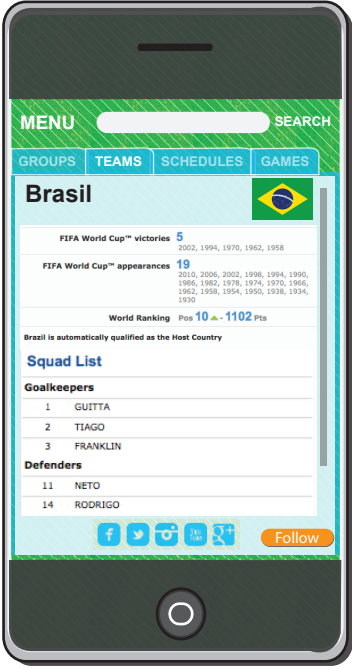 MENU SEARCH
GROUPS TEAMS SCHEDULES GAMES
Brasil
FIFA World Cup™ victories 5
2002, 1994, 1970, 1962, 1958
FIFA World Cup™ appearances 19
2010, 2006, 2002, 1998, 1994, 1990,
1986, 1982, 1978, 1974, 1970, 1966,
1962, 1958, 1954, 1950, 1938, 1934,
1930
World Ranking Pos 10 - 1102 Pts
Brazil is automatically qualified as the Host Country
Squad List
Goalkeepers
1 GUITTA
2 TIAGO
3 FRANKLIN
Defenders
11 NETO
14 RODRIGO
f You Tube g+
Follow